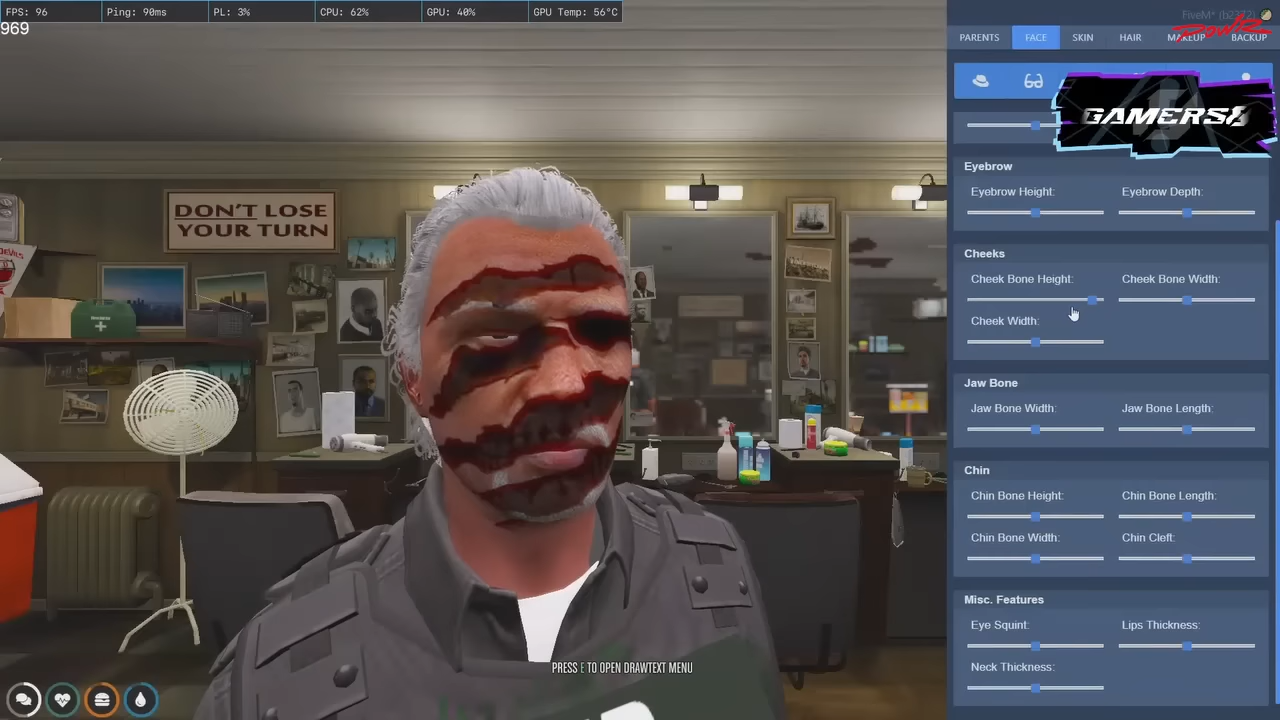 FPS: 96
Ping: 90ms
PL: 3%
CPU: 62%
GPU: 40%
GPU Temp: 56°C
969
FiveM* (b2372)
PARENTS
FACE
SKIN
HAIR
MAKEUP
BACKUP
GAMERS8
Eyebrow
Eyebrow Height:
Eyebrow Depth:
Cheeks
Cheek Bone Height:
Cheek Bone Width:
Cheek Width:
Jaw Bone
Jaw Bone Width:
Jaw Bone Length:
Chin
Chin Bone Height:
Chin Bone Length:
Chin Bone Width:
Chin Cleft:
Misc. Features
Eye Squint:
Lips Thickness:
Neck Thickness:
DON'T LOSE
YOUR TURN
PRESS E TO OPEN DRAWTEXT MENU